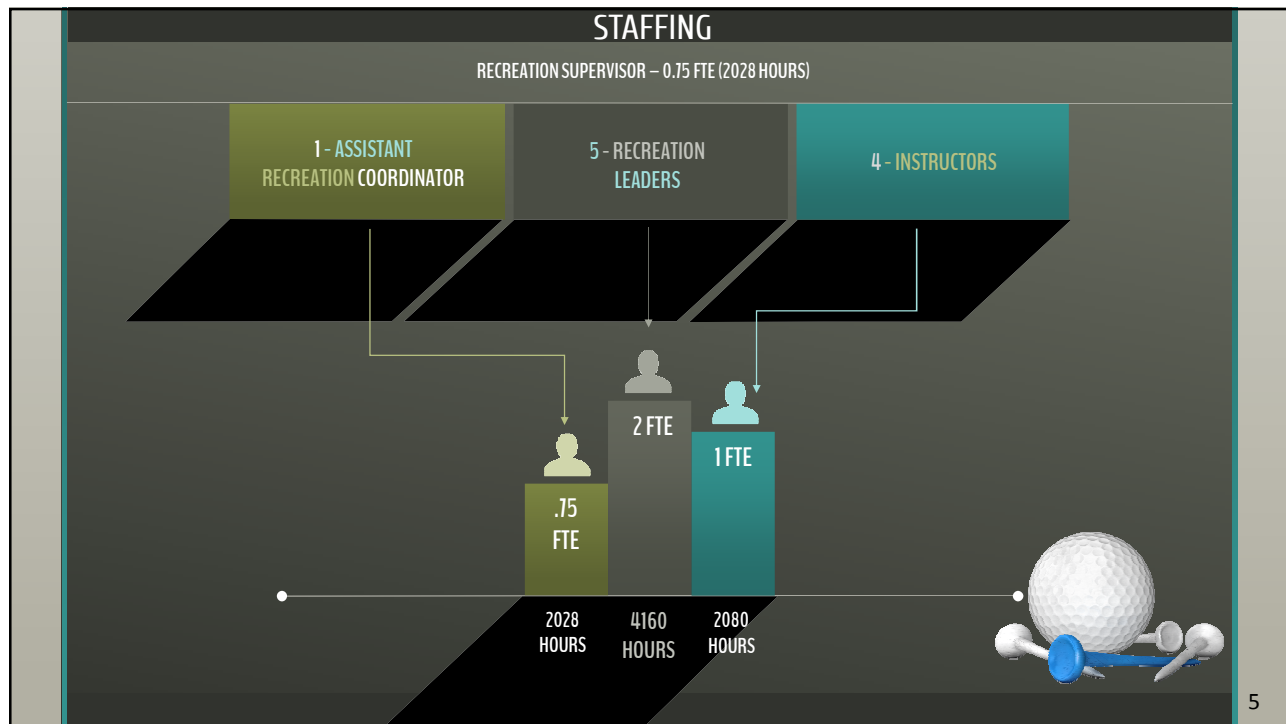 STAFFING
RECREATION SUPERVISOR – 0.75 FTE (2028 HOURS)
1 - ASSISTANT
RECREATION COORDINATOR
5 - RECREATION
LEADERS
4 - INSTRUCTORS
.75
FTE
2 FTE
1 FTE
2028
HOURS
4160
HOURS
2080
HOURS
5